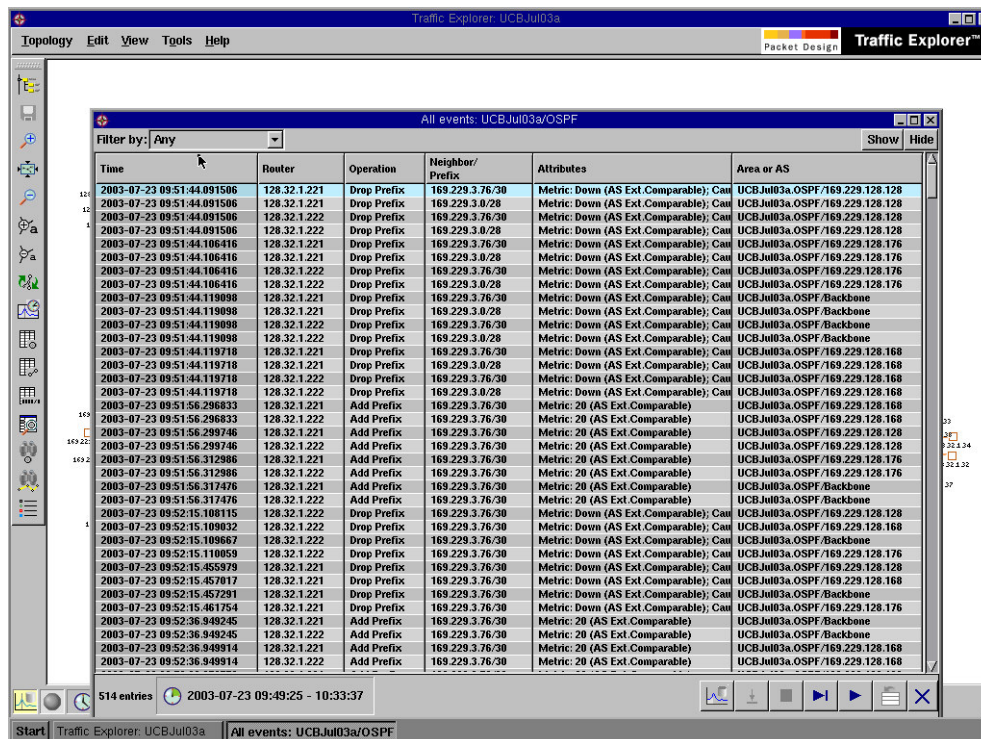 Traffic Explorer: UCBJul03a
Topology Edit View Tools Help
Packet Design Traffic Explorer™
All events: UCBJul03a/OSPF
Filter by: Any Show Hide
Time Router Operation Neighbor/ Prefix Attributes Area or AS
2003-07-23 09:51:44.091506 128.32.1.221 Drop Prefix 169.229.3.76/30 Metric: Down (AS Ext.Comparable); Cau UCBJul03a.OSPF/169.229.128.128
2003-07-23 09:51:44.091506 128.32.1.221 Drop Prefix 169.229.3.0/28 Metric: Down (AS Ext.Comparable); Cau UCBJul03a.OSPF/169.229.128.128
2003-07-23 09:51:44.091506 128.32.1.222 Drop Prefix 169.229.3.76/30 Metric: Down (AS Ext.Comparable); Cau UCBJul03a.OSPF/169.229.128.128
2003-07-23 09:51:44.091506 128.32.1.222 Drop Prefix 169.229.3.0/28 Metric: Down (AS Ext.Comparable); Cau UCBJul03a.OSPF/169.229.128.128
2003-07-23 09:51:44.106416 128.32.1.221 Drop Prefix 169.229.3.76/30 Metric: Down (AS Ext.Comparable); Cau UCBJul03a.OSPF/169.229.128.176
2003-07-23 09:51:44.106416 128.32.1.221 Drop Prefix 169.229.3.0/28 Metric: Down (AS Ext.Comparable); Cau UCBJul03a.OSPF/169.229.128.176
2003-07-23 09:51:44.106416 128.32.1.222 Drop Prefix 169.229.3.76/30 Metric: Down (AS Ext.Comparable); Cau UCBJul03a.OSPF/169.229.128.176
2003-07-23 09:51:44.106416 128.32.1.222 Drop Prefix 169.229.3.0/28 Metric: Down (AS Ext.Comparable); Cau UCBJul03a.OSPF/169.229.128.176
2003-07-23 09:51:44.119098 128.32.1.221 Drop Prefix 169.229.3.76/30 Metric: Down (AS Ext.Comparable); Cau UCBJul03a.OSPF/Backbone
2003-07-23 09:51:44.119098 128.32.1.221 Drop Prefix 169.229.3.0/28 Metric: Down (AS Ext.Comparable); Cau UCBJul03a.OSPF/Backbone
2003-07-23 09:51:44.119098 128.32.1.222 Drop Prefix 169.229.3.76/30 Metric: Down (AS Ext.Comparable); Cau UCBJul03a.OSPF/Backbone
2003-07-23 09:51:44.119098 128.32.1.222 Drop Prefix 169.229.3.0/28 Metric: Down (AS Ext.Comparable); Cau UCBJul03a.OSPF/Backbone
2003-07-23 09:51:44.119718 128.32.1.221 Drop Prefix 169.229.3.76/30 Metric: Down (AS Ext.Comparable); Cau UCBJul03a.OSPF/169.229.128.168
2003-07-23 09:51:44.119718 128.32.1.221 Drop Prefix 169.229.3.0/28 Metric: Down (AS Ext.Comparable); Cau UCBJul03a.OSPF/169.229.128.168
2003-07-23 09:51:44.119718 128.32.1.222 Drop Prefix 169.229.3.76/30 Metric: Down (AS Ext.Comparable); Cau UCBJul03a.OSPF/169.229.128.168
2003-07-23 09:51:44.119718 128.32.1.222 Drop Prefix 169.229.3.0/28 Metric: Down (AS Ext.Comparable); Cau UCBJul03a.OSPF/169.229.128.168
2003-07-23 09:51:56.296833 128.32.1.221 Add Prefix 169.229.3.76/30 Metric: 20 (AS Ext.Comparable) UCBJul03a.OSPF/169.229.128.168
2003-07-23 09:51:56.296833 128.32.1.222 Add Prefix 169.229.3.76/30 Metric: 20 (AS Ext.Comparable) UCBJul03a.OSPF/169.229.128.168
2003-07-23 09:51:56.299746 128.32.1.221 Add Prefix 169.229.3.76/30 Metric: 20 (AS Ext.Comparable) UCBJul03a.OSPF/169.229.128.128
2003-07-23 09:51:56.299746 128.32.1.222 Add Prefix 169.229.3.76/30 Metric: 20 (AS Ext.Comparable) UCBJul03a.OSPF/169.229.128.128
2003-07-23 09:51:56.312986 128.32.1.221 Add Prefix 169.229.3.76/30 Metric: 20 (AS Ext.Comparable) UCBJul03a.OSPF/169.229.128.176
2003-07-23 09:51:56.312986 128.32.1.222 Add Prefix 169.229.3.76/30 Metric: 20 (AS Ext.Comparable) UCBJul03a.OSPF/169.229.128.176
2003-07-23 09:51:56.317476 128.32.1.221 Add Prefix 169.229.3.76/30 Metric: 20 (AS Ext.Comparable) UCBJul03a.OSPF/Backbone
2003-07-23 09:51:56.317476 128.32.1.222 Add Prefix 169.229.3.76/30 Metric: 20 (AS Ext.Comparable) UCBJul03a.OSPF/Backbone
2003-07-23 09:52:15.108115 128.32.1.222 Drop Prefix 169.229.3.76/30 Metric: Down (AS Ext.Comparable); Cau UCBJul03a.OSPF/169.229.128.128
2003-07-23 09:52:15.109032 128.32.1.222 Drop Prefix 169.229.3.76/30 Metric: Down (AS Ext.Comparable); Cau UCBJul03a.OSPF/169.229.128.168
2003-07-23 09:52:15.109667 128.32.1.222 Drop Prefix 169.229.3.76/30 Metric: Down (AS Ext.Comparable); Cau UCBJul03a.OSPF/Backbone
2003-07-23 09:52:15.110059 128.32.1.222 Drop Prefix 169.229.3.76/30 Metric: Down (AS Ext.Comparable); Cau UCBJul03a.OSPF/169.229.128.176
2003-07-23 09:52:15.455979 128.32.1.221 Drop Prefix 169.229.3.76/30 Metric: Down (AS Ext.Comparable); Cau UCBJul03a.OSPF/169.229.128.128
2003-07-23 09:52:15.457017 128.32.1.221 Drop Prefix 169.229.3.76/30 Metric: Down (AS Ext.Comparable); Cau UCBJul03a.OSPF/169.229.128.168
2003-07-23 09:52:15.457291 128.32.1.221 Drop Prefix 169.229.3.76/30 Metric: Down (AS Ext.Comparable); Cau UCBJul03a.OSPF/Backbone
2003-07-23 09:52:15.461754 128.32.1.221 Drop Prefix 169.229.3.76/30 Metric: Down (AS Ext.Comparable); Cau UCBJul03a.OSPF/169.229.128.176
2003-07-23 09:52:36.949245 128.32.1.221 Add Prefix 169.229.3.76/30 Metric: 20 (AS Ext.Comparable) UCBJul03a.OSPF/Backbone
2003-07-23 09:52:36.949245 128.32.1.222 Add Prefix 169.229.3.76/30 Metric: 20 (AS Ext.Comparable) UCBJul03a.OSPF/Backbone
2003-07-23 09:52:36.949914 128.32.1.221 Add Prefix 169.229.3.76/30 Metric: 20 (AS Ext.Comparable) UCBJul03a.OSPF/169.229.128.168
2003-07-23 09:52:36.949914 128.32.1.222 Add Prefix 169.229.3.76/30 Metric: 20 (AS Ext.Comparable) UCBJul03a.OSPF/169.229.128.168
514 entries 2003-07-23 09:49:25 - 10:33:37
Start Traffic Explorer: UCBJul03a All events: UCBJul03a/OSPF